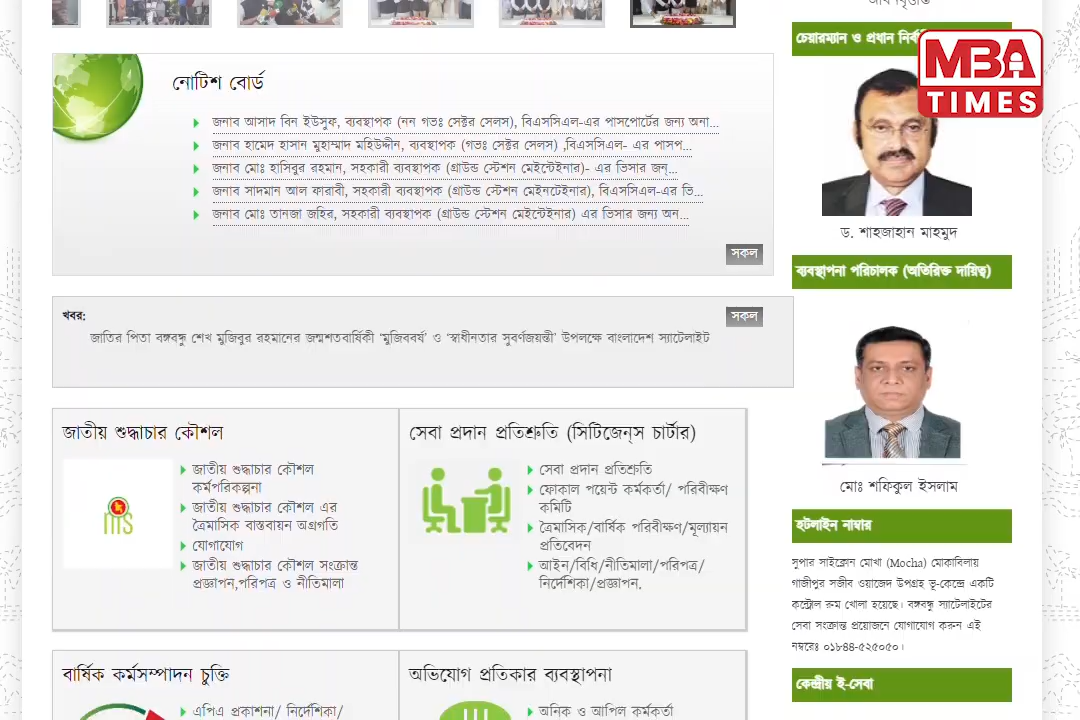 জীবন বৃত্তান্ত
চেয়ারম্যান ও প্রধান
MBA
TIMES
নোটিশ বোর্ড
জনাব আসাদ বিন ইউসুফ, ব্যবস্থাপক (নন গভঃ সেক্টর সেলস), বিএসসিএল-এর পাসপোর্টের জন্য অনা...
জনাব হামেদ হাসান মুহাম্মাদ মহিউদ্দীন, ব্যবস্থাপক (গভঃ সেক্টর সেলস) ,বিএসসিএল- এর পাসপ...
জনাব মোঃ হাসিবুর রহমান, সহকারী ব্যবস্থাপক (গ্রাউন্ড স্টেশন মেইন্টেইনার)- এর ভিসার জন্...
জনাব সাদমান আল ফারাবী, সহকারী ব্যবস্থাপক (গ্রাউন্ড স্টেশন মেইনটেইনার), বিএসসিএল-এর ভি...
জনাব মোঃ তানজা জহির, সহকারী ব্যবস্থাপক (গ্রাউন্ড স্টেশন মেইন্টেইনার) এর ভিসার জন্য অন...
সকল
ড. শাহজাহান মাহমুদ
ব্যবস্থাপনা পরিচালক (অতিরিক্ত দায়িত্ব)
খবর:
সকল
জাতির পিতা বঙ্গবন্ধু শেখ মুজিবুর রহমানের জন্মশতবার্ষিকী ‘মুজিববর্ষ’ ও ‘স্বাধীনতার সুবর্ণজয়ন্তী’ উপলক্ষে বাংলাদেশ স্যাটেলাইট
মোঃ শফিকুল ইসলাম
জাতীয় শুদ্ধাচার কৌশল
জাতীয় শুদ্ধাচার কৌশল
কর্মপরিকল্পনা
জাতীয় শুদ্ধাচার কৌশল এর
ত্রৈমাসিক বাস্তবায়ন অগ্রগতি
যোগাযোগ
জাতীয় শুদ্ধাচার কৌশল সংক্রান্ত
প্রজ্ঞাপন,পরিপত্র ও নীতিমালা
সেবা প্রদান প্রতিশ্রুতি (সিটিজেন্‌স চার্টার)
সেবা প্রদান প্রতিশ্রুতি
ফোকাল পয়েন্ট কর্মকর্তা/ পরিবীক্ষণ
কমিটি
ত্রৈমাসিক/বার্ষিক পরিবীক্ষণ/মূল্যায়ন
প্রতিবেদন
আইন/বিধি/নীতিমালা/পরিপত্র/
নির্দেশিকা/প্রজ্ঞাপন.
হটলাইন নাম্বার
সুপার সাইক্লোন মোখা (Mocha) মোকাবিলায়
গাজীপুর সজীব ওয়াজেদ উপগ্রহ ভূ-কেন্দ্রে একটি
কন্ট্রোল রুম খোলা হয়েছে। বঙ্গবন্ধু স্যাটেলাইটের
সেবা সংক্রান্ত প্রয়োজনে যোগাযোগ করুন এই
নম্বরেঃ ০১৮৪৪-৫২৫০৫০।
কেন্দ্রীয় ই-সেবা
বার্ষিক কর্মসম্পাদন চুক্তি
এপিএ প্রকাশনা/ নির্দেশিকা/
অভিযোগ প্রতিকার ব্যবস্থাপনা
অনিক ও আপিল কর্মকর্তা